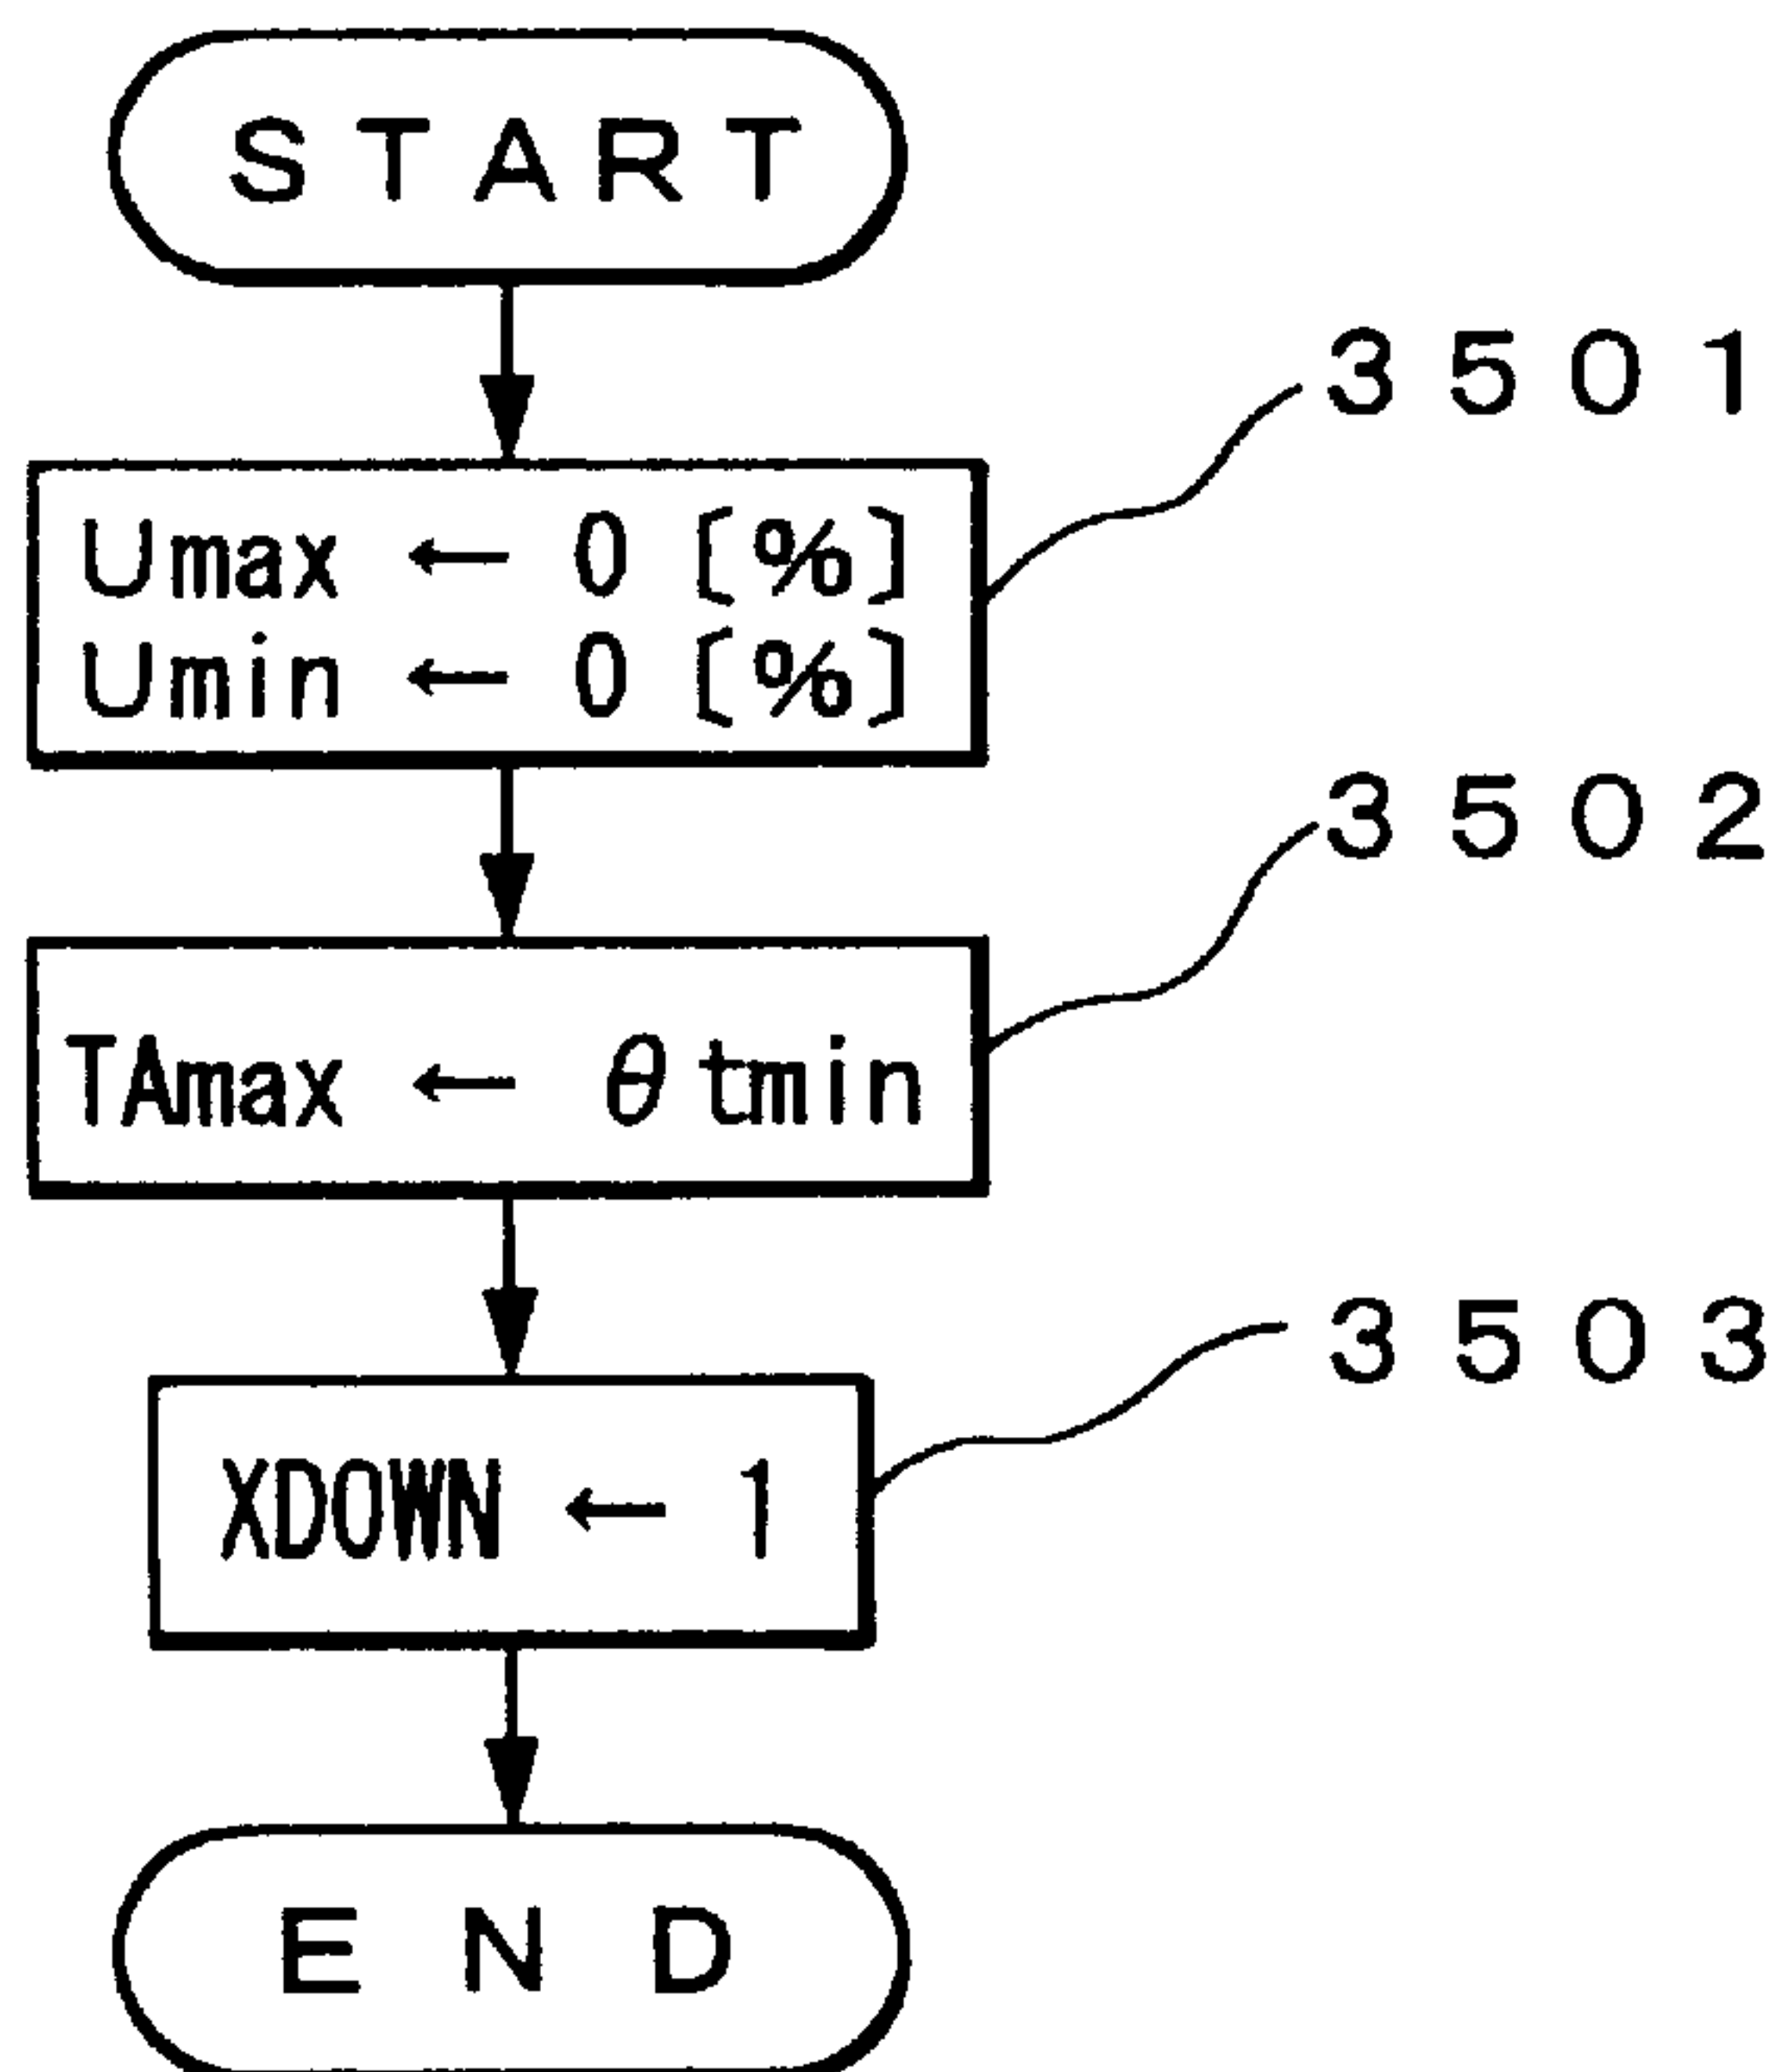 START
3501
Umax ← 0 [%]
Umin ← 0 [%]
3502
TAmax ← θtmin
3503
XDOWN ← 1
END